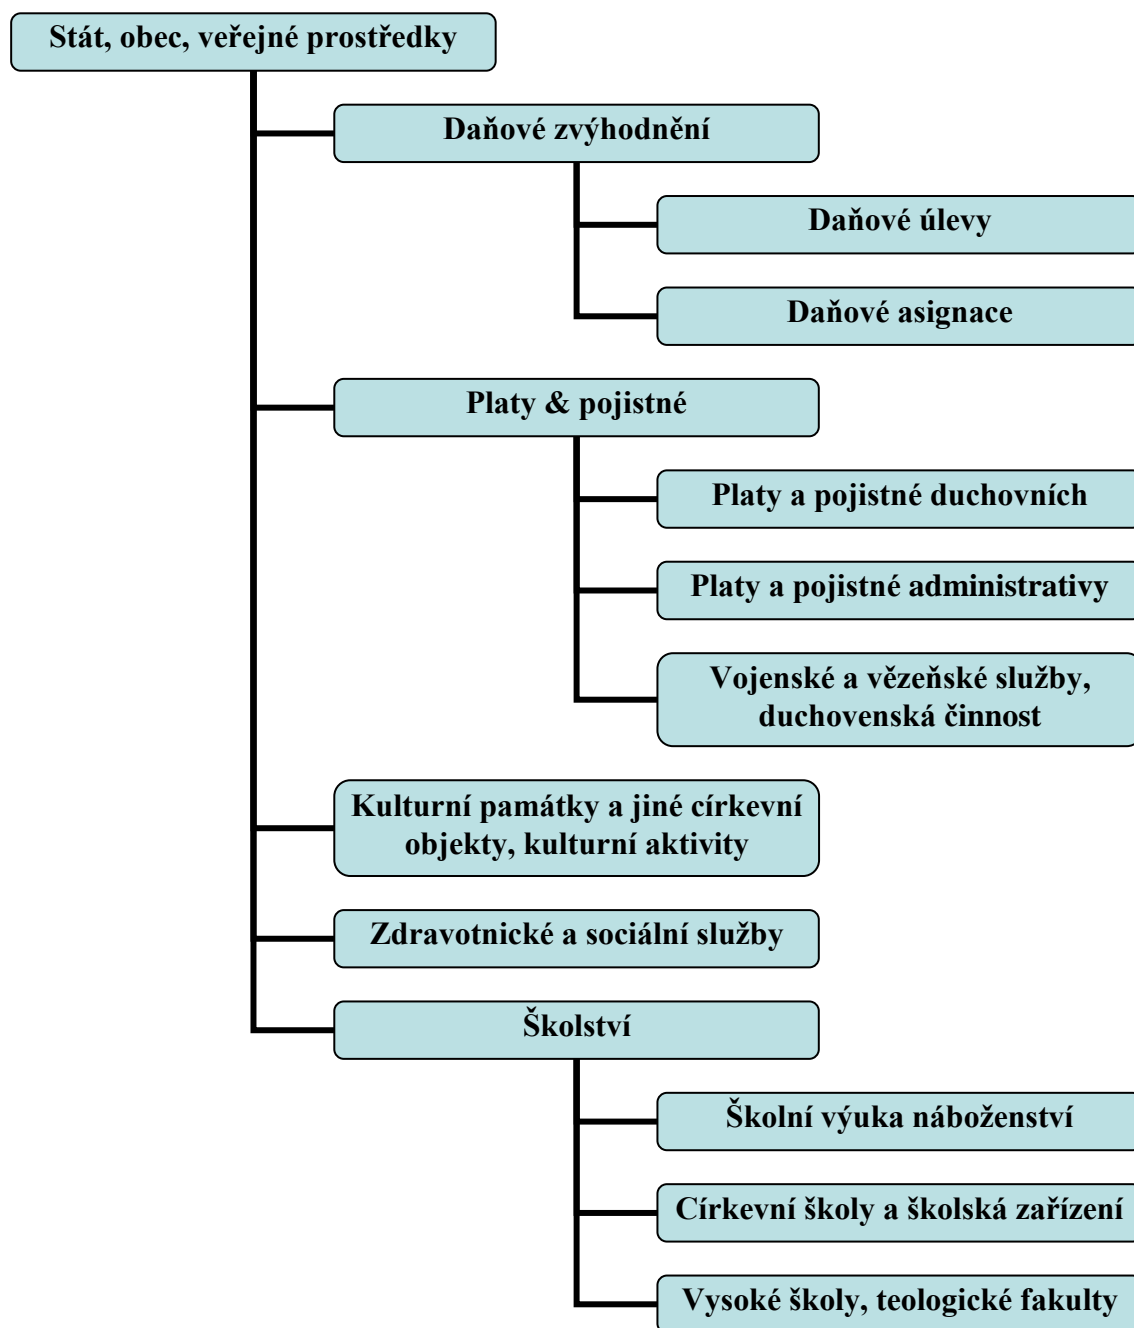 Stát, obec, veřejné prostředky
Daňové zvýhodnění
Daňové úlevy
Daňové asignace
Platy & pojistné
Platy a pojistné duchovních
Platy a pojistné administrativy
Vojenské a vězeňské služby,
duchovenská činnost
Kulturní památky a jiné církevní
objekty, kulturní aktivity
Zdravotnické a sociální služby
Školství
Školní výuka náboženství
Církevní školy a školská zařízení
Vysoké školy, teologické fakulty